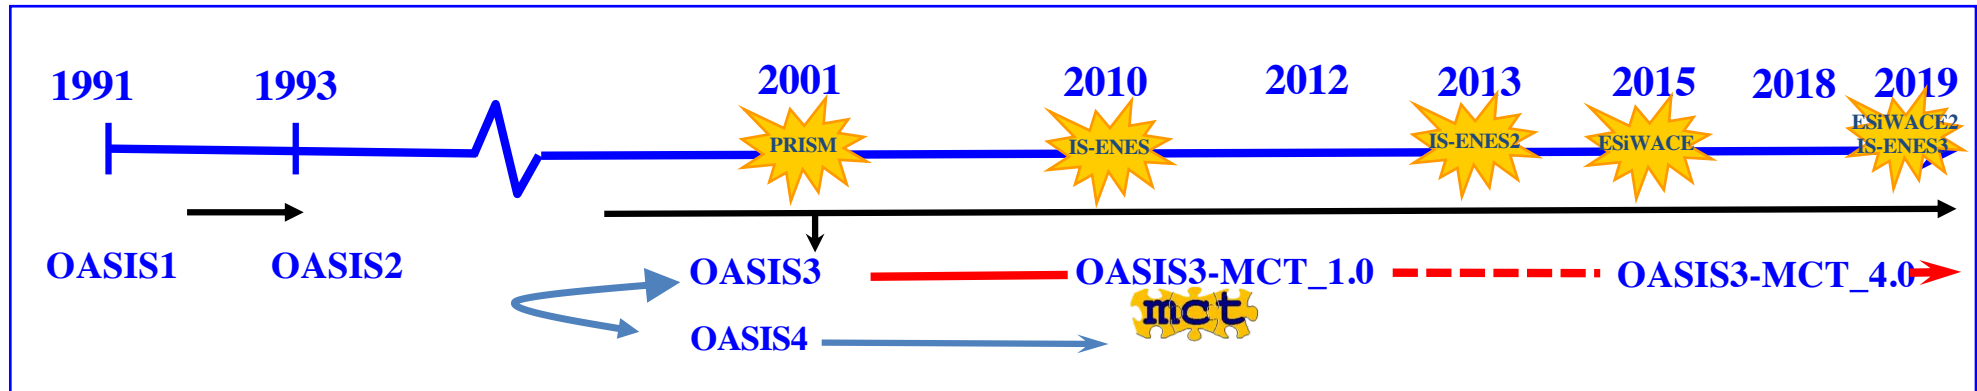 1991 1993 2001 2010 2012 2013 2015 2018 2019
PRISM IS-ENES IS-ENES2 ESiWACE ESiWACE2
IS-ENES3
OASIS1 OASIS2 OASIS3 OASIS3-MCT_1.0 OASIS3-MCT_4.0
mct
OASIS4